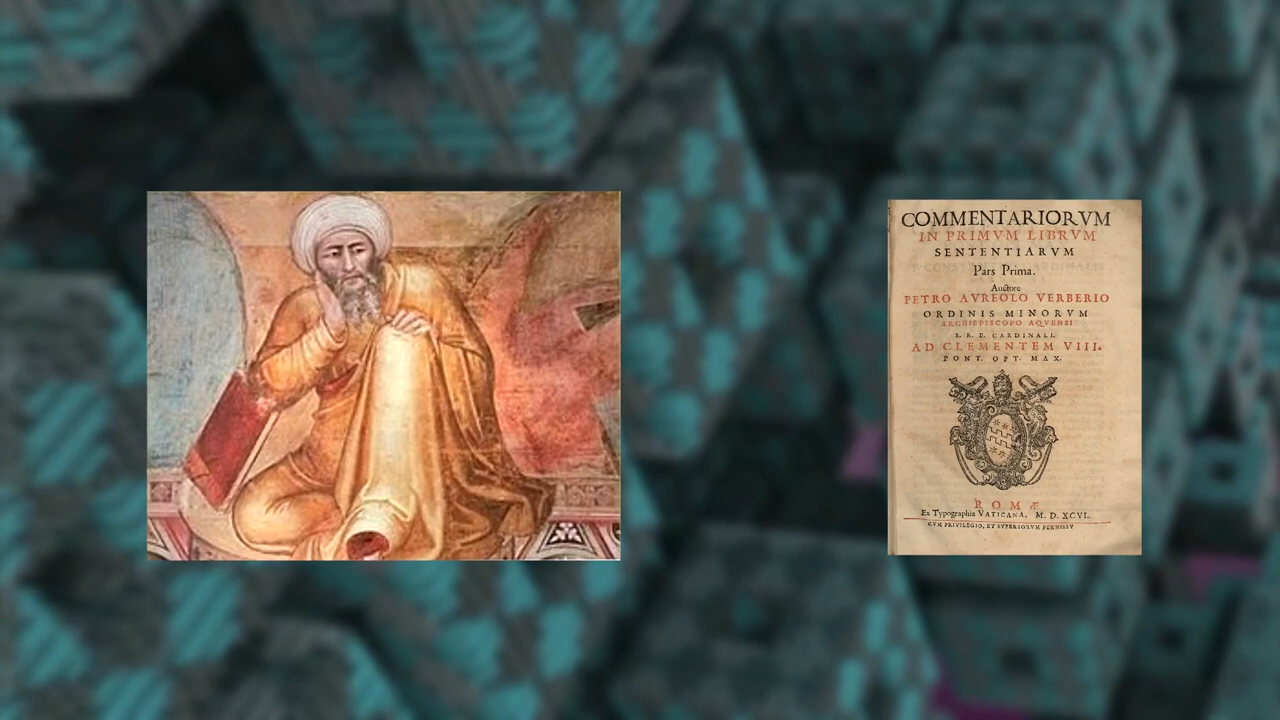 COMMENTARIORVM
IN PRIMVM LIBRVM
SENTENTIARVM
Pars Prima.
Auctore
PETRO AVREOLO VERBERIO
ORDINIS MINORVM
ARCHIEPISCOPO AQVENSI
S. R. E. CARDINALI.
AD CLEMENTEM VIII.
PONT. OPT. MAX.
ROMÆ
Ex Typographia VATICANA. M. D. XCVI.
CVM PRIVILEGIO, ET SVPERIORVM PERMISSV